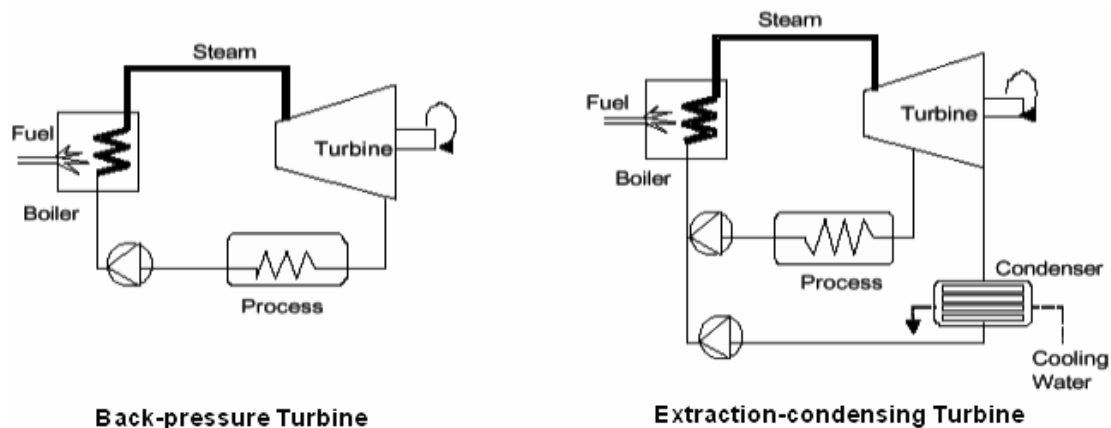 Steam
Fuel
Turbine
Boiler
Process
Back-pressure Turbine
Steam
Fuel
Turbine
Boiler
Process
Condenser
Cooling
Water
Extraction-condensing Turbine